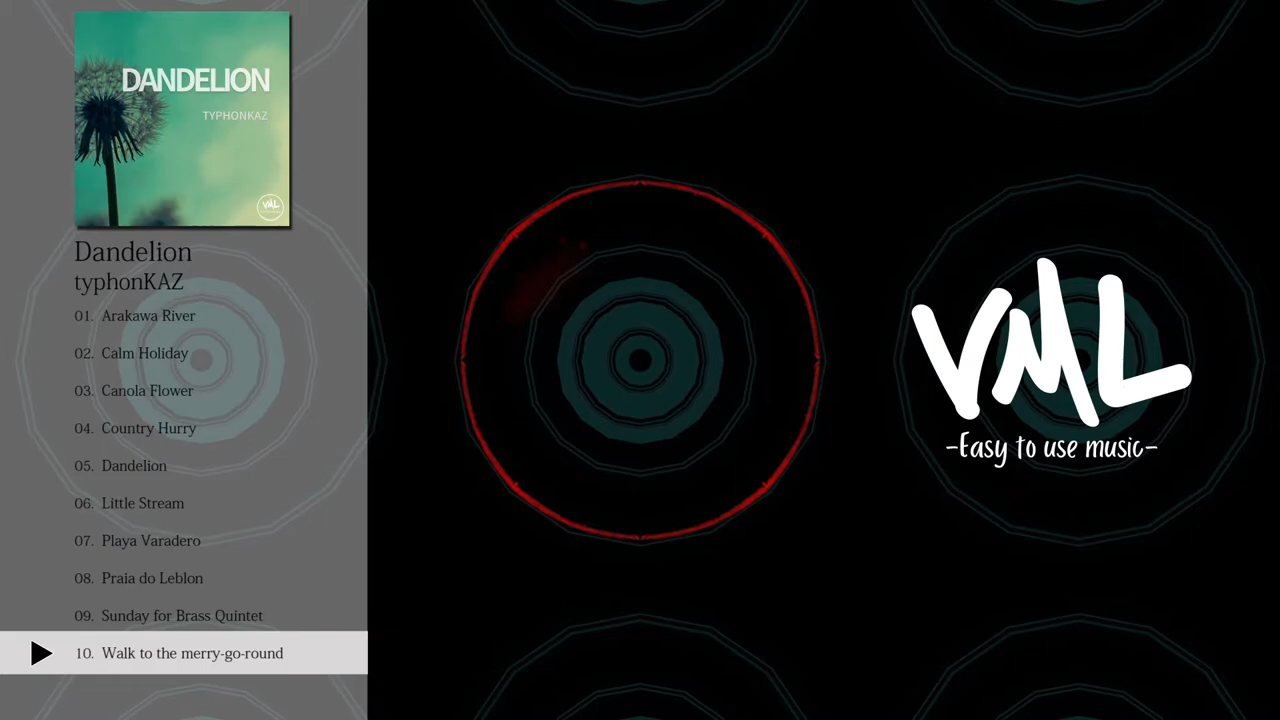 DANDELION
TYPHONKAZ
VML
Dandelion
typhonKAZ
01. Arakawa River
02. Calm Holiday
03. Canola Flower
04. Country Hurry
05. Dandelion
06. Little Stream
07. Playa Varadero
08. Praia do Leblon
09. Sunday for Brass Quintet
10. Walk to the merry-go-round
VML
-Easy to use music-